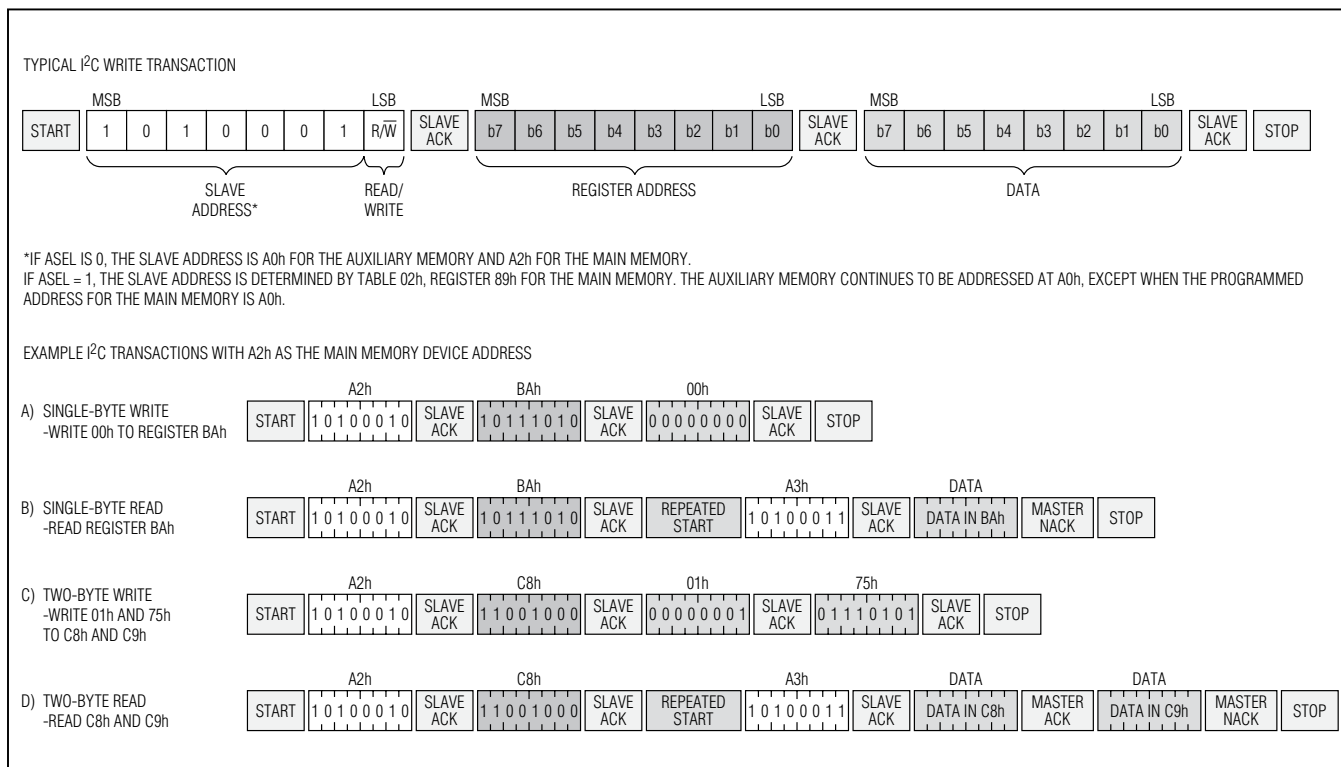 TYPICAL I2C WRITE TRANSACTION
MSB LSB MSB LSB MSB LSB
START 1 0 1 0 0 0 1 R/W̅ SLAVE ACK b7 b6 b5 b4 b3 b2 b1 b0 SLAVE ACK b7 b6 b5 b4 b3 b2 b1 b0 SLAVE ACK STOP
SLAVE ADDRESS* READ/ WRITE REGISTER ADDRESS DATA
*IF ASEL IS 0, THE SLAVE ADDRESS IS A0h FOR THE AUXILIARY MEMORY AND A2h FOR THE MAIN MEMORY.
IF ASEL = 1, THE SLAVE ADDRESS IS DETERMINED BY TABLE 02h, REGISTER 89h FOR THE MAIN MEMORY. THE AUXILIARY MEMORY CONTINUES TO BE ADDRESSED AT A0h, EXCEPT WHEN THE PROGRAMMED
ADDRESS FOR THE MAIN MEMORY IS A0h.
EXAMPLE I2C TRANSACTIONS WITH A2h AS THE MAIN MEMORY DEVICE ADDRESS
A2h BAh 00h
A) SINGLE-BYTE WRITE
-WRITE 00h TO REGISTER BAh
START 1 0 1 0 0 0 1 0 SLAVE ACK 1 0 1 1 1 0 1 0 SLAVE ACK 0 0 0 0 0 0 0 0 SLAVE ACK STOP
A2h BAh A3h DATA
B) SINGLE-BYTE READ
-READ REGISTER BAh
START 1 0 1 0 0 0 1 0 SLAVE ACK 1 0 1 1 1 0 1 0 SLAVE ACK REPEATED START 1 0 1 0 0 0 1 1 SLAVE ACK DATA IN BAh MASTER NACK STOP
A2h C8h 01h 75h
C) TWO-BYTE WRITE
-WRITE 01h AND 75h
TO C8h AND C9h
START 1 0 1 0 0 0 1 0 SLAVE ACK 1 1 0 0 1 0 0 0 SLAVE ACK 0 0 0 0 0 0 0 1 SLAVE ACK 0 1 1 1 0 1 0 1 SLAVE ACK STOP
A2h C8h A3h DATA DATA
D) TWO-BYTE READ
-READ C8h AND C9h
START 1 0 1 0 0 0 1 0 SLAVE ACK 1 1 0 0 1 0 0 0 SLAVE ACK REPEATED START 1 0 1 0 0 0 1 1 SLAVE ACK DATA IN C8h MASTER ACK DATA IN C9h MASTER NACK STOP